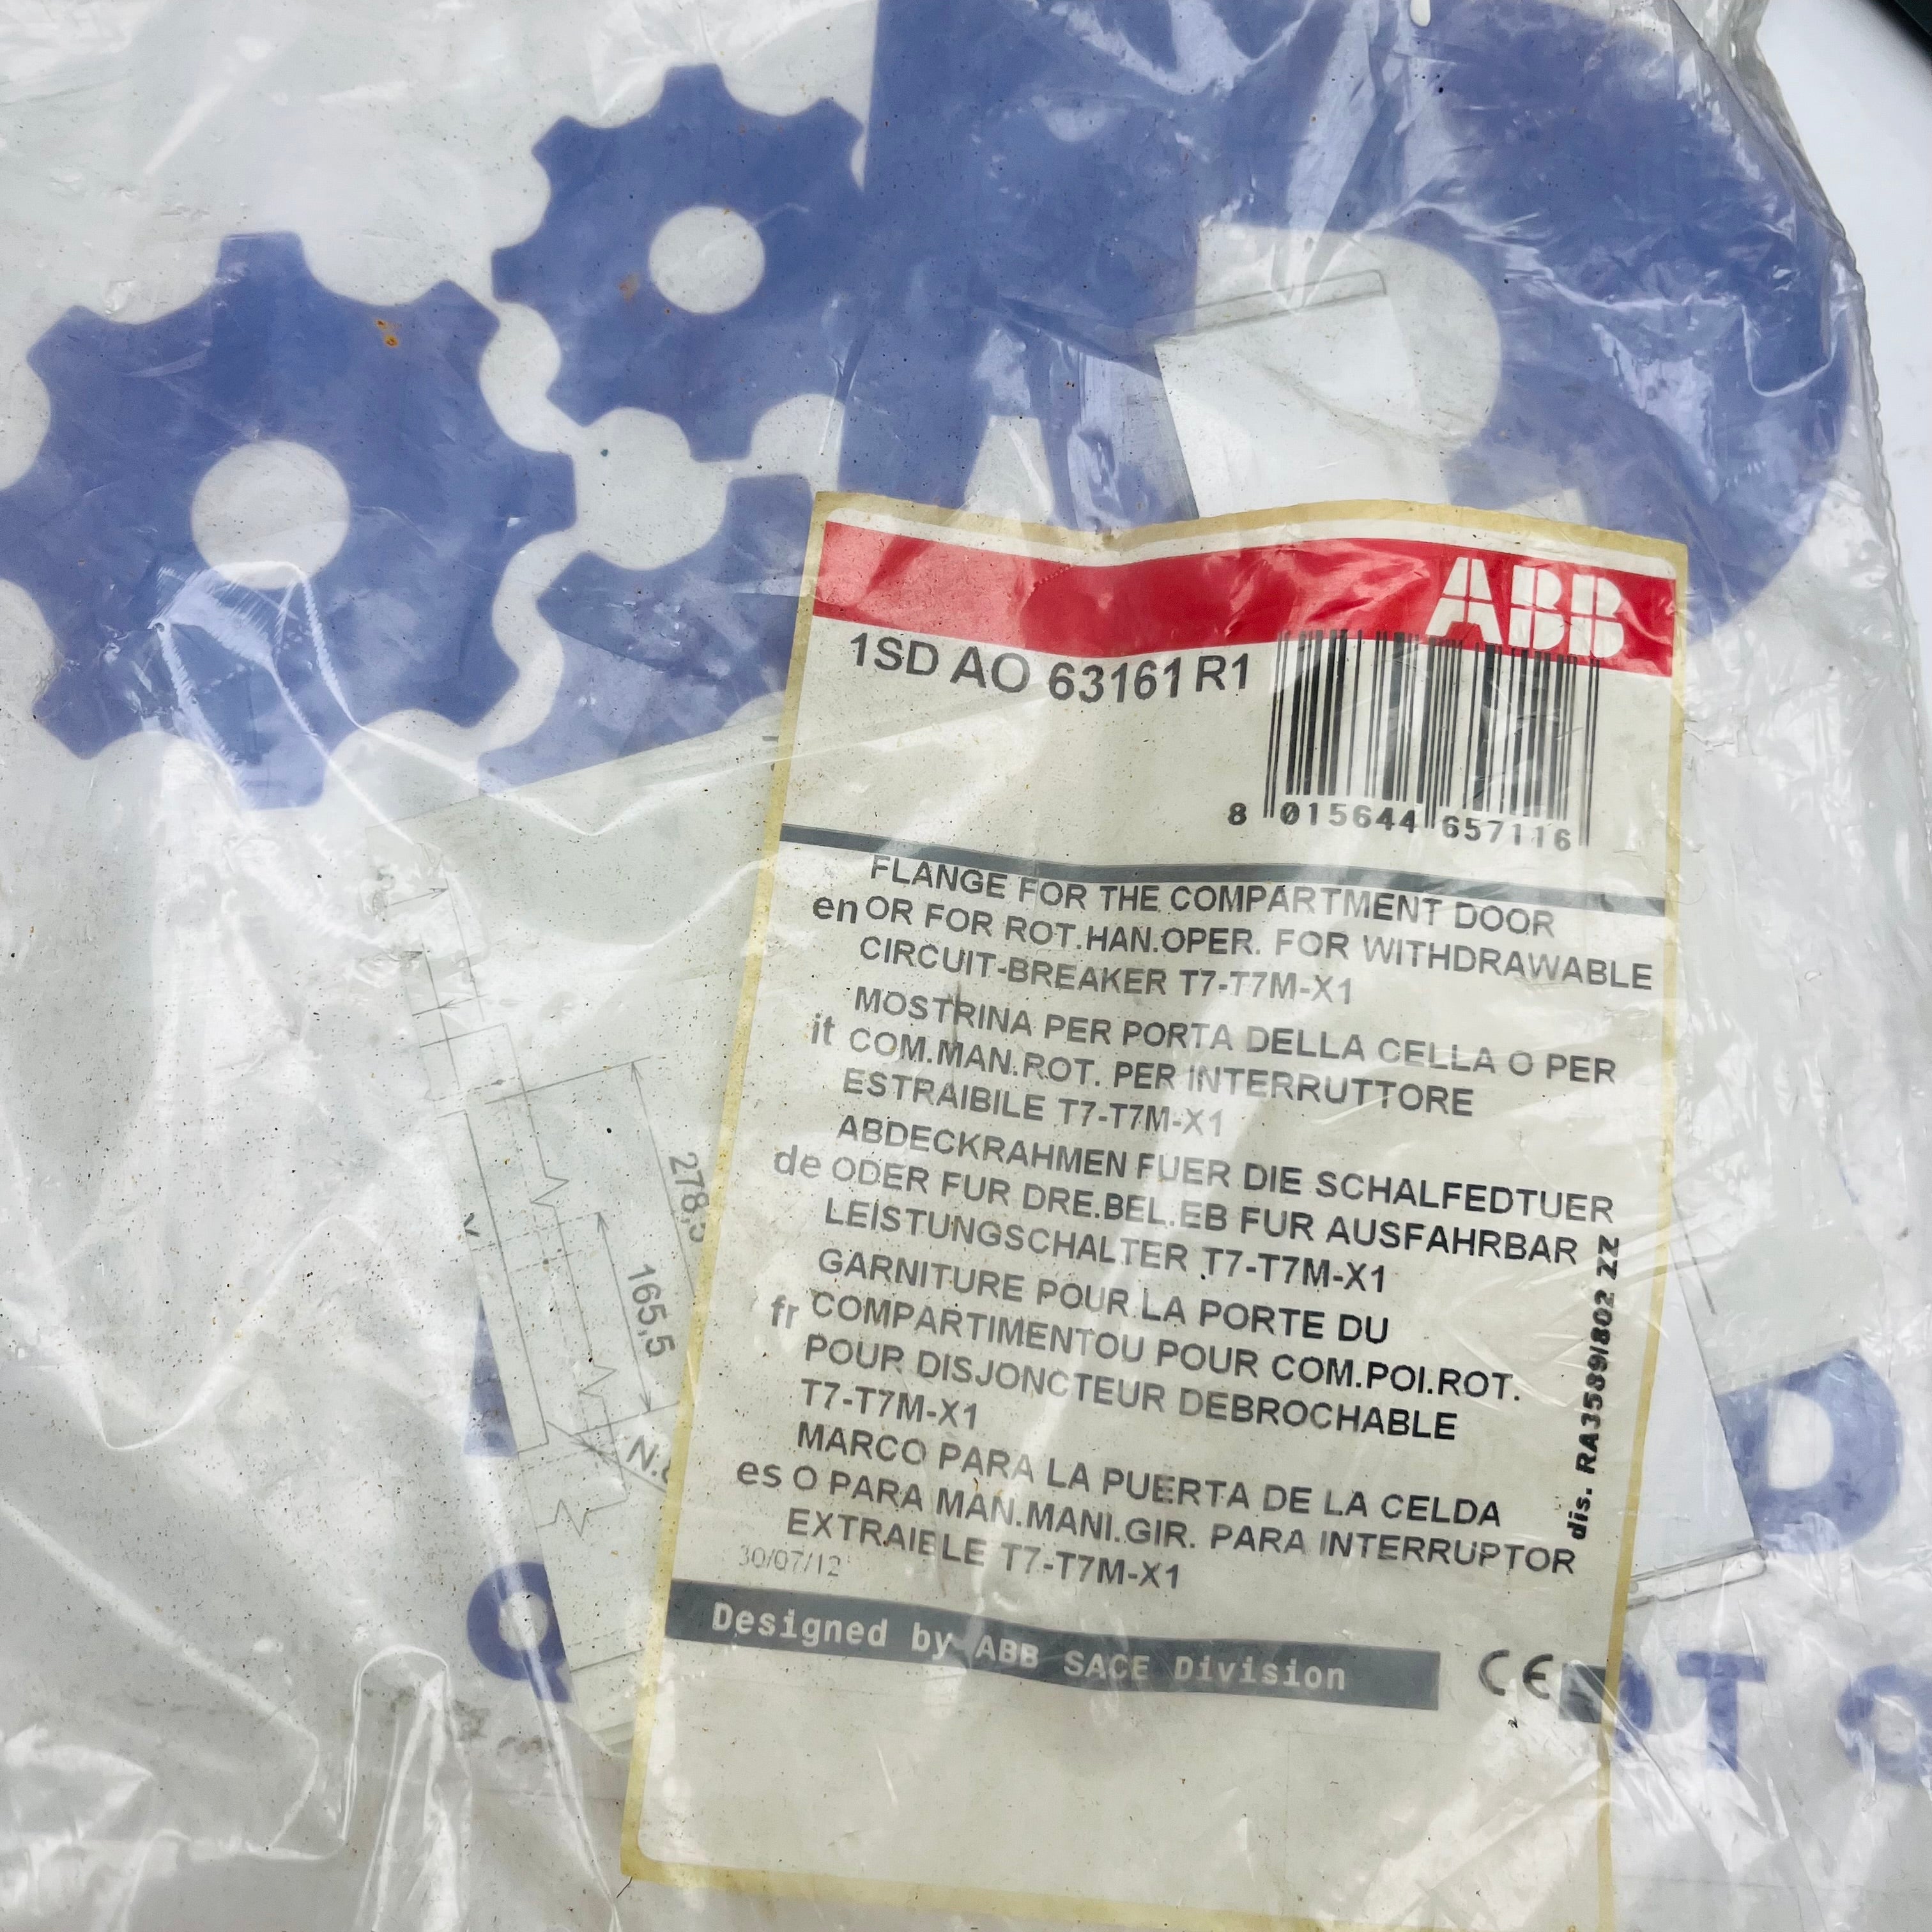 ABB
1SD AO 63161 R1
8 015644 657116
FLANGE FOR THE COMPARTMENT DOOR
en OR FOR ROT.HAN.OPER. FOR WITHDRAWABLE
CIRCUIT-BREAKER T7-T7M-X1
MOSTRINA PER PORTA DELLA CELLA O PER
it COM.MAN.ROT. PER INTERRUTTORE
ESTRAIBILE T7-T7M-X1
ABDECKRAHMEN FUER DIE SCHALFEDTUER
de ODER FUR DRE.BEL.EB FUR AUSFAHRBAR
LEISTUNGSCHALTER T7-T7M-X1
GARNITURE POUR LA PORTE DU
fr COMPARTIMENTOU POUR COM.POI.ROT.
POUR DISJONCTEUR DEBROCHABLE
T7-T7M-X1
MARCO PARA LA PUERTA DE LA CELDA
es O PARA MAN.MANI.GIR. PARA INTERRUPTOR
EXTRAIBLE T7-T7M-X1
30/07/12
dis. RA3589I802 ZZ
Designed by ABB SACE Division
CE
278,5
165,5